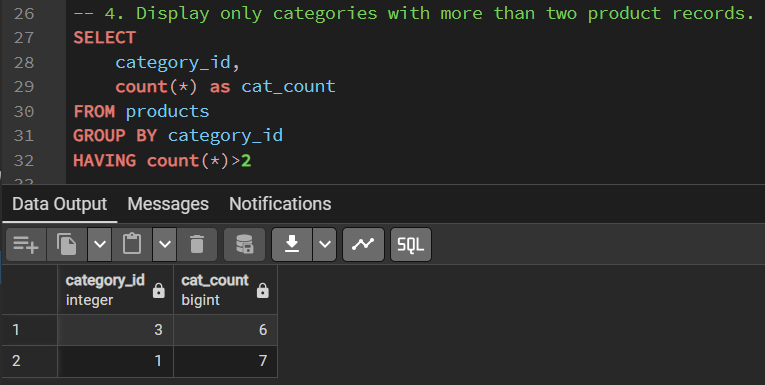 26 -- 4. Display only categories with more than two product records.
27 SELECT
28 category_id,
29 count(*) as cat_count
30 FROM products
31 GROUP BY category_id
32 HAVING count(*)>2
Data Output Messages Notifications
SQL
category_id cat_count
integer bigint
1 3 6
2 1 7